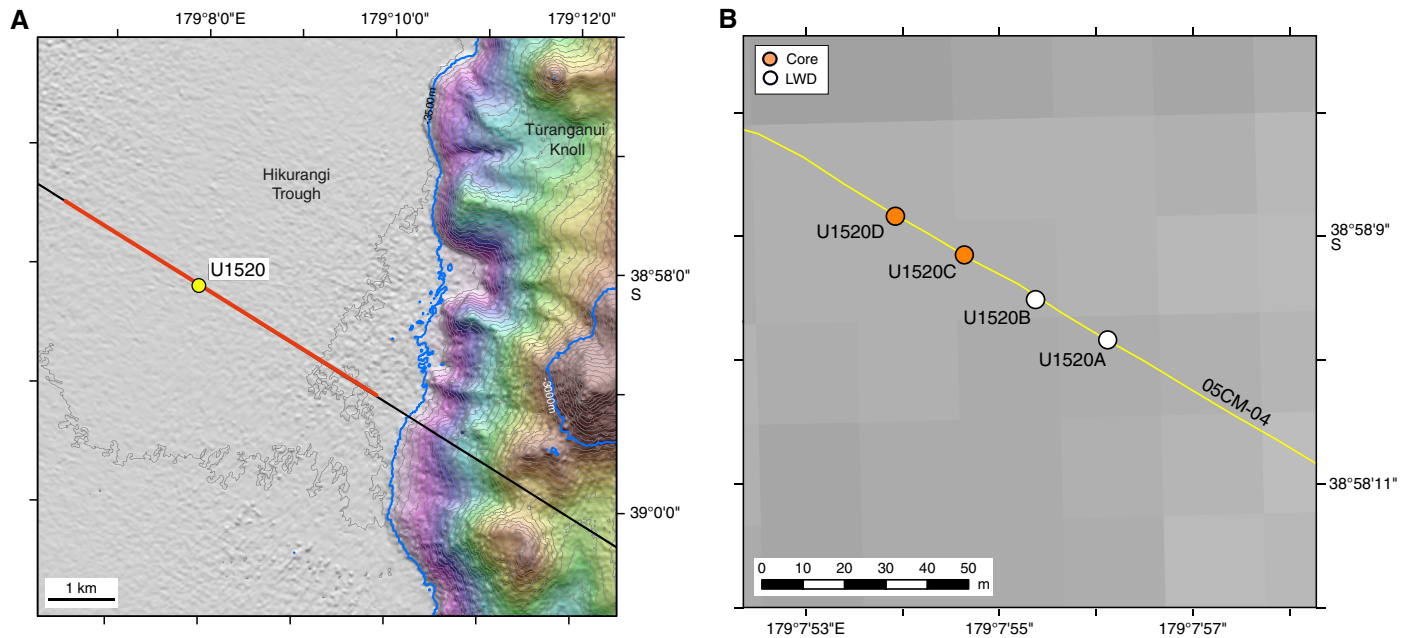 A
179°8'0"E
179°10'0"
179°12'0"
3500m
Tūranganui
Knoll
Hikurangi
Trough
U1520
38°58'0"
S
3000m
39°0'0"
1 km
B
Core
LWD
U1520D
U1520C
U1520B
U1520A
05CM-04
38°58'9"
S
38°58'11"
0 10 20 30 40 50
m
179°7'53"E
179°7'55"
179°7'57"